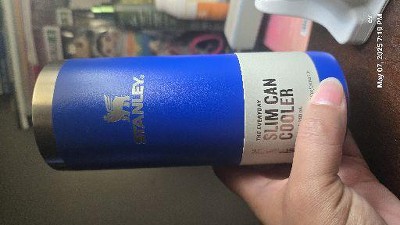 STANLEY.
THE EVERYDAY
SLIM CAN
COOLER
May 07, 2025 7:19 PM